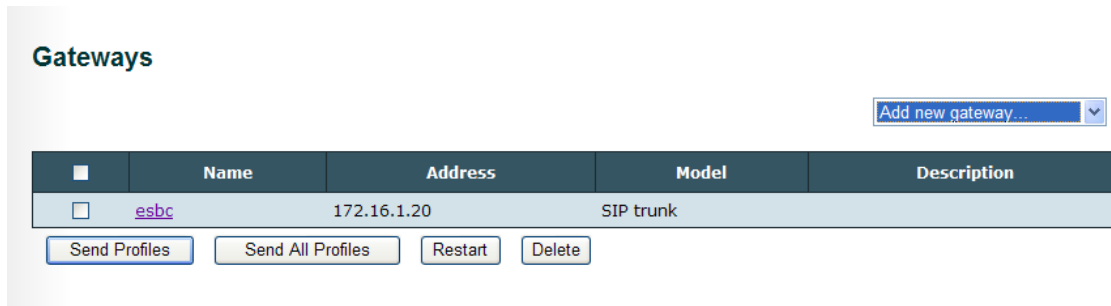 Gateways
Add new gateway...
Name Address Model Description
esbc 172.16.1.20 SIP trunk
Send Profiles Send All Profiles Restart Delete